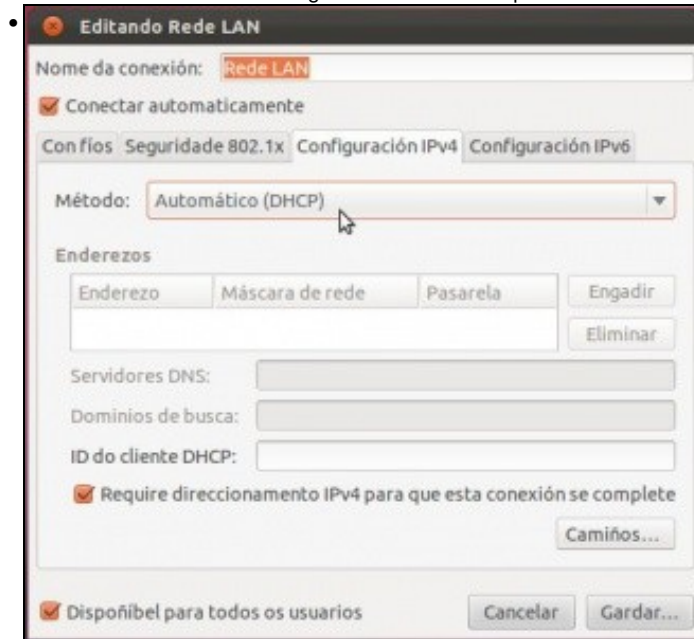 Editando Rede LAN
Nome da conexión: Rede LAN
Conectar automaticamente
Con fíos Seguridade 802.1x Configuración IPv4 Configuración IPv6
Método: Automático (DHCP)
Enderezos
Enderezo Máscara de rede Pasarela Engadir
Eliminar
Servidores DNS:
Dominios de busca:
ID do cliente DHCP:
Require direccionamento IPv4 para que esta conexión se complete
Camiños...
Dispoñíbel para todos os usuarios Cancelar Gardar...